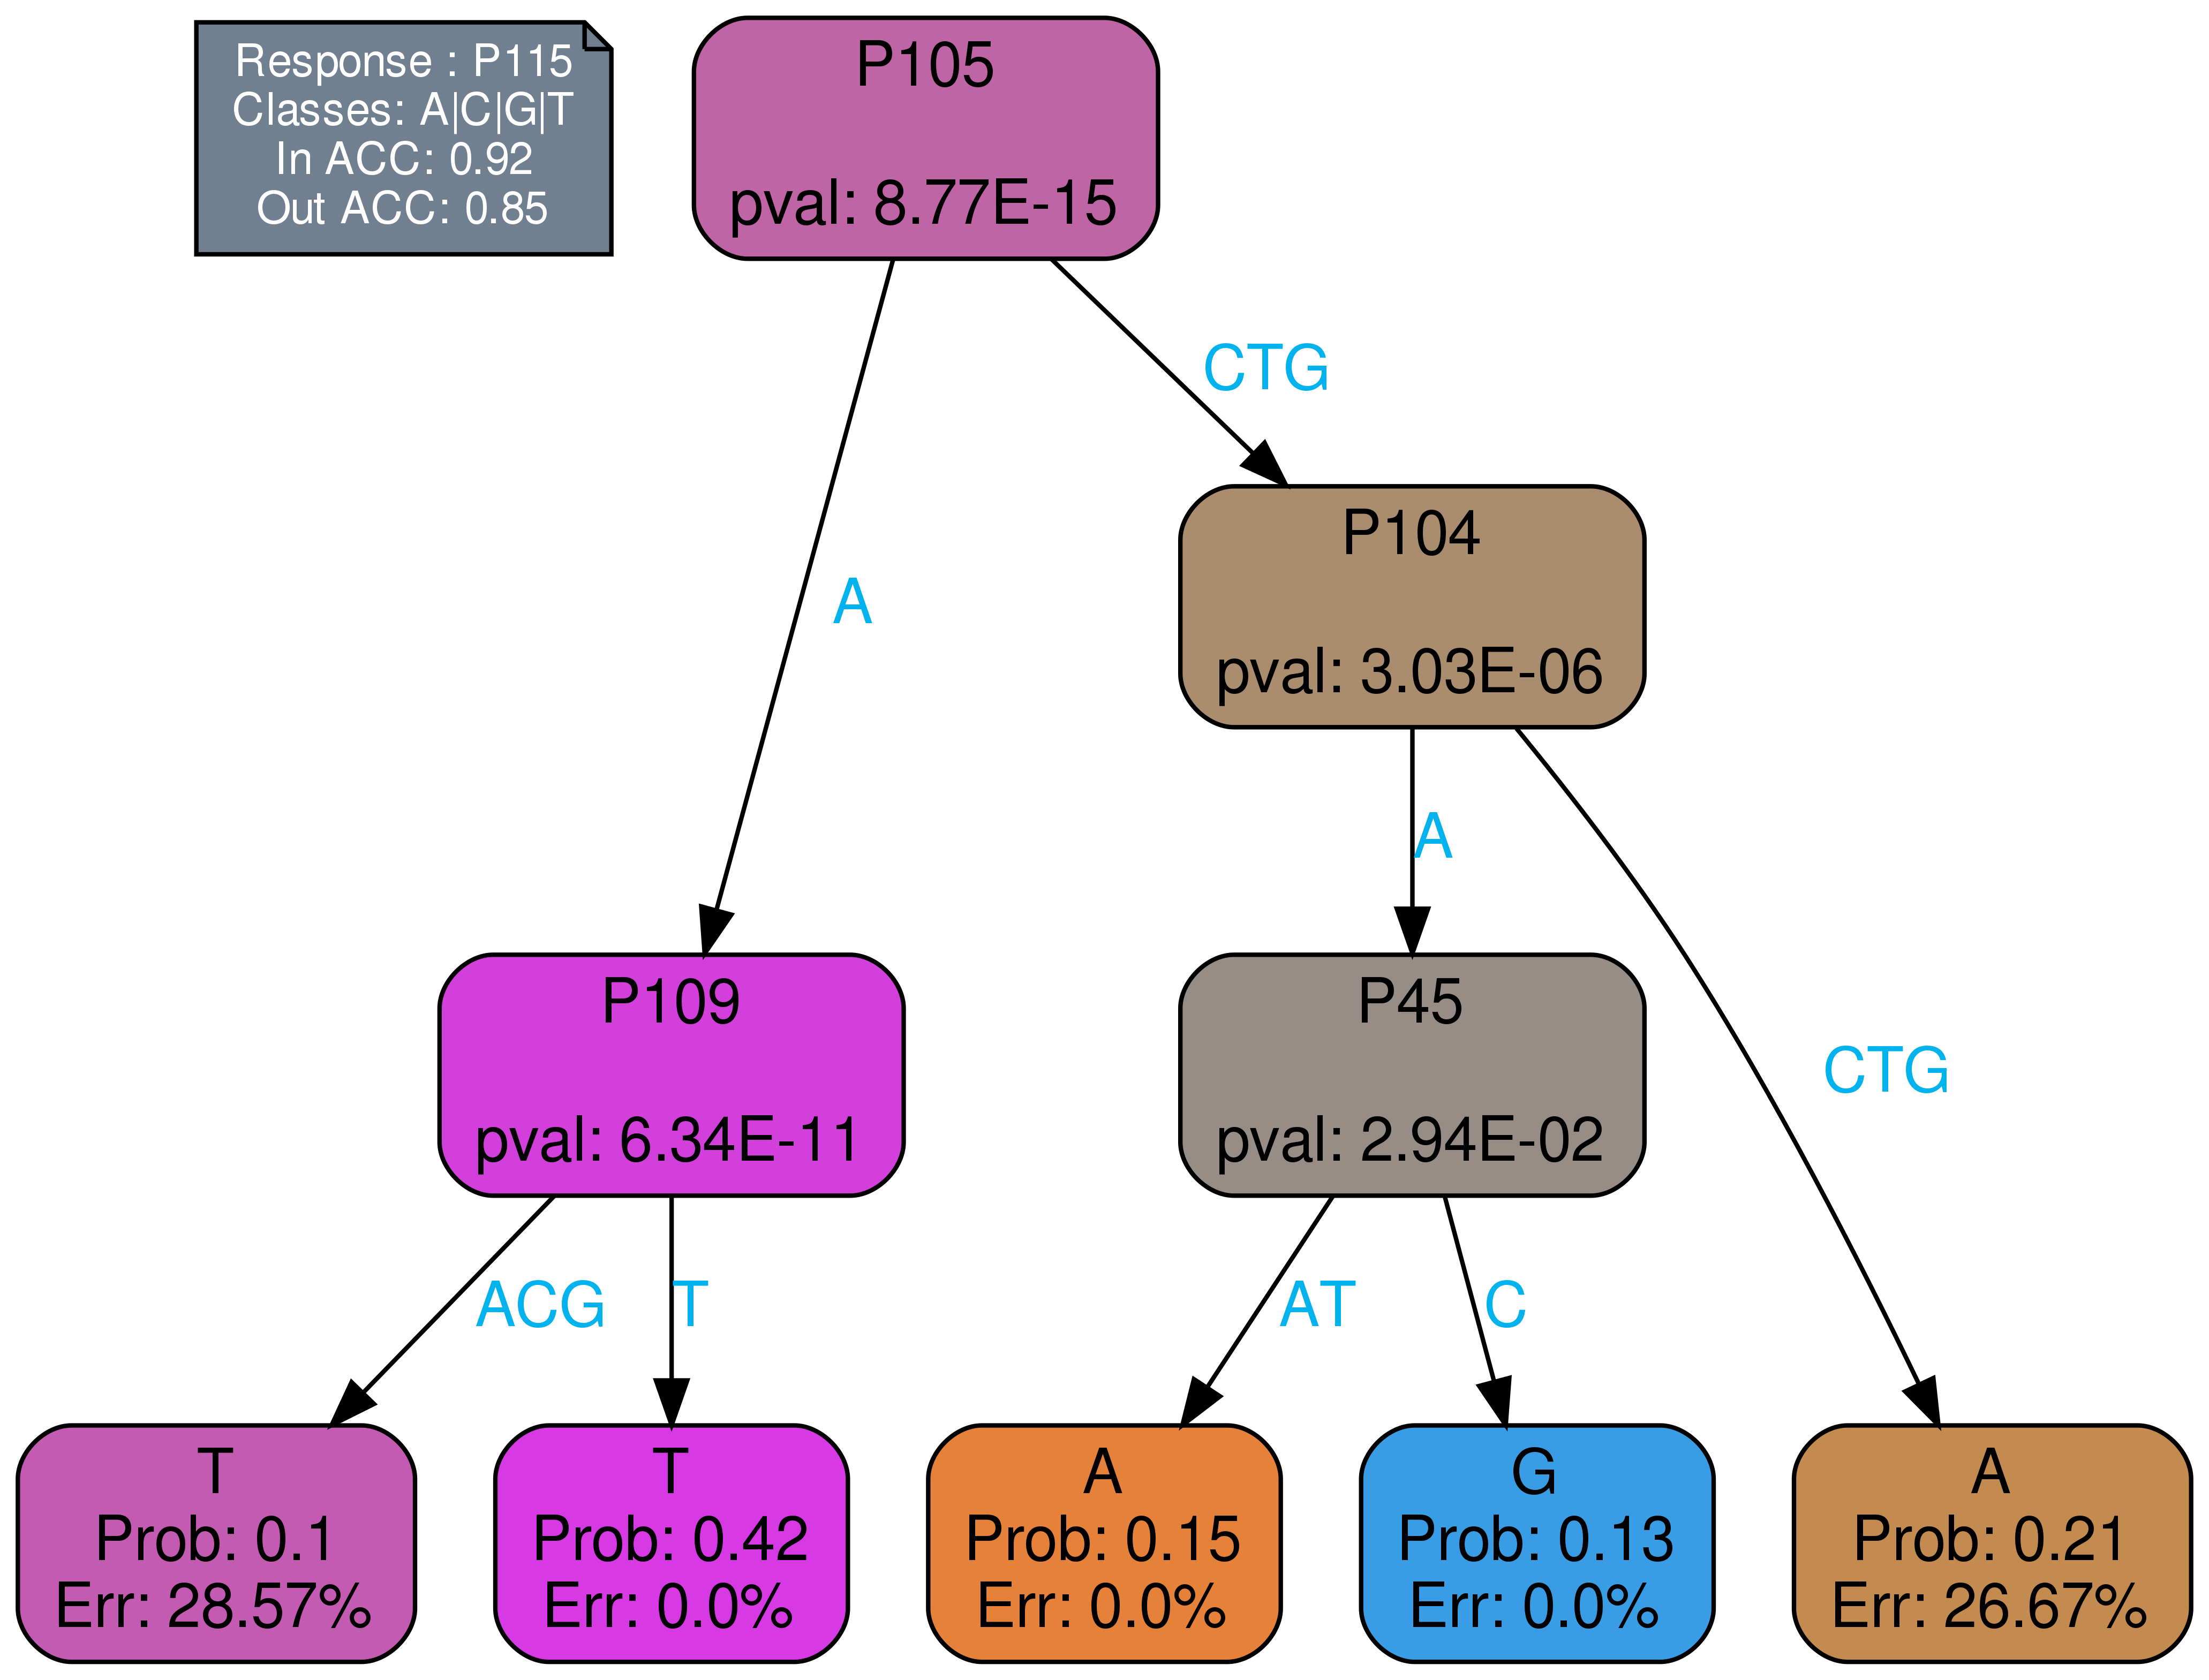 Response : P115
Classes: A|C|G|T
In ACC: 0.92
Out ACC: 0.85
P105
pval: 8.77E-15
CTG
A
P104
pval: 3.03E-06
A
CTG
P109
pval: 6.34E-11
P45
pval: 2.94E-02
ACG
T
AT
C
T
Prob: 0.1
Err: 28.57%
T
Prob: 0.42
Err: 0.0%
A
Prob: 0.15
Err: 0.0%
G
Prob: 0.13
Err: 0.0%
A
Prob: 0.21
Err: 26.67%